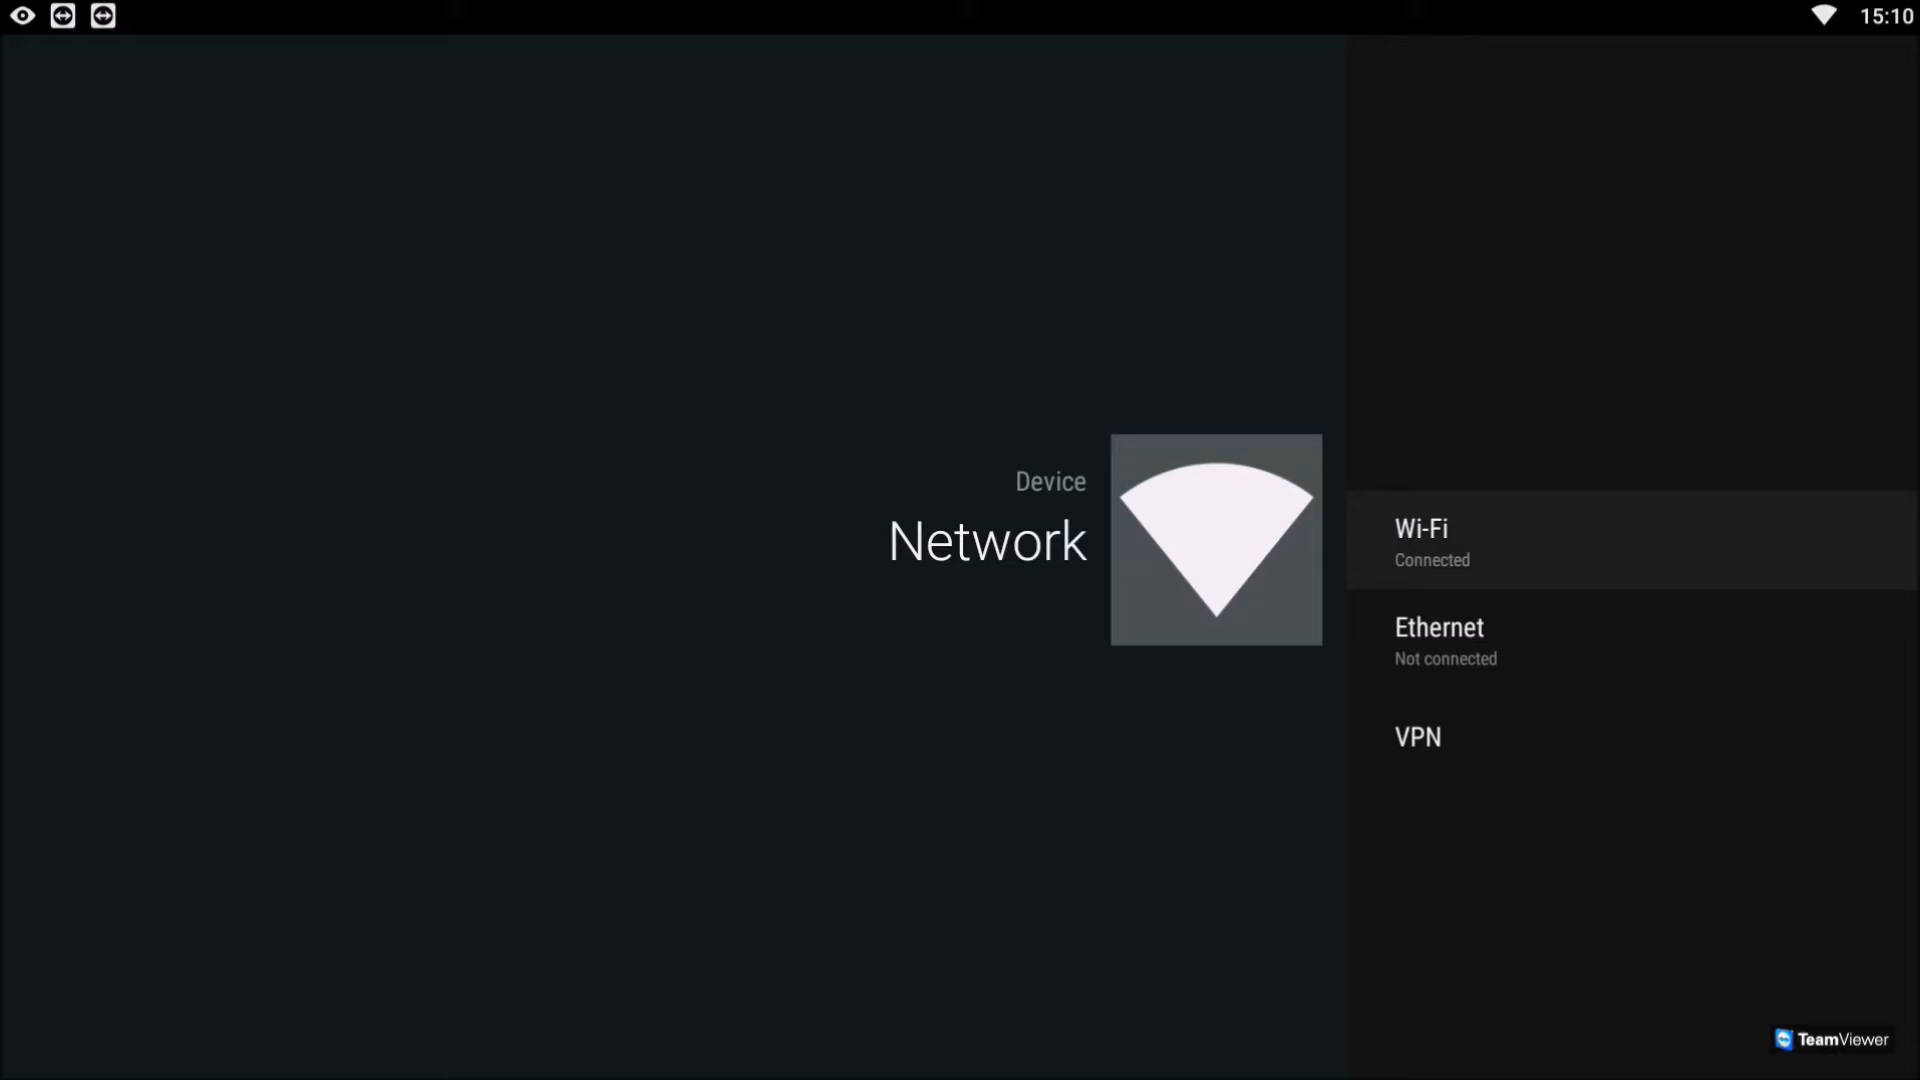 15:10
Device
Network
Wi-Fi
Connected
Ethernet
Not connected
VPN
TeamViewer